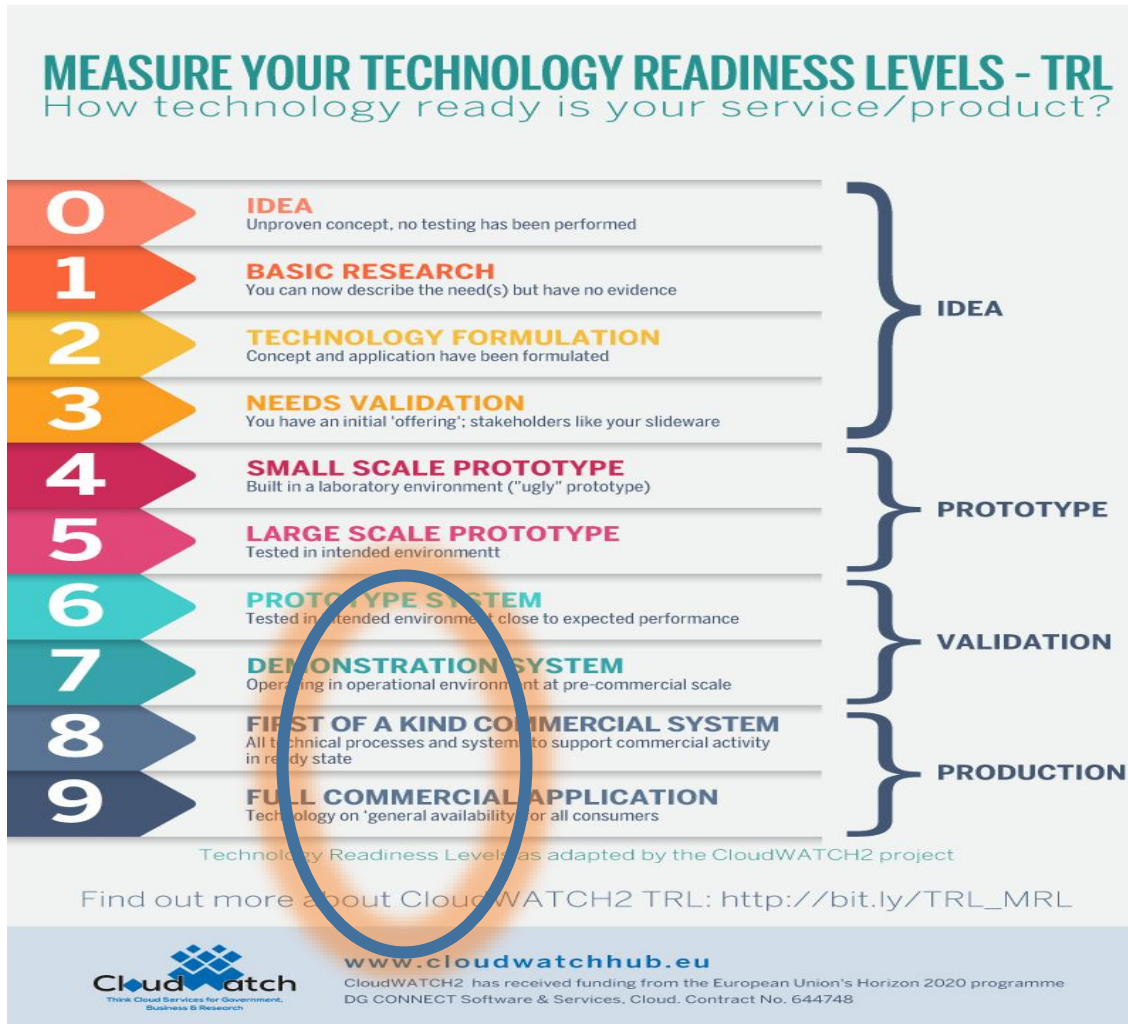 MEASURE YOUR TECHNOLOGY READINESS LEVELS - TRL
How technology ready is your service/product?
0
IDEA
Unproven concept, no testing has been performed
1
BASIC RESEARCH
You can now describe the need(s) but have no evidence
2
TECHNOLOGY FORMULATION
Concept and application have been formulated
3
NEEDS VALIDATION
You have an initial 'offering'; stakeholders like your slideware
IDEA
4
SMALL SCALE PROTOTYPE
Built in a laboratory environment ("ugly" prototype)
5
LARGE SCALE PROTOTYPE
Tested in intended environmentt
PROTOTYPE
6
PROTOTYPE SYSTEM
Tested in intended environment close to expected performance
7
DEMONSTRATION SYSTEM
Operating in operational environment at pre-commercial scale
VALIDATION
8
FIRST OF A KIND COMMERCIAL SYSTEM
All technical processes and systems to support commercial activity
in ready state
9
FULL COMMERCIAL APPLICATION
Technology on 'general availability' for all consumers
PRODUCTION
Technology Readiness Levels as adapted by the CloudWATCH2 project
Find out more about CloudWATCH2 TRL: http://bit.ly/TRL_MRL
CloudWatch
Think Cloud Services for Government,
Business & Research
www.cloudwatchhub.eu
CloudWATCH2 has received funding from the European Union's Horizon 2020 programme
DG CONNECT Software & Services, Cloud. Contract No. 644748